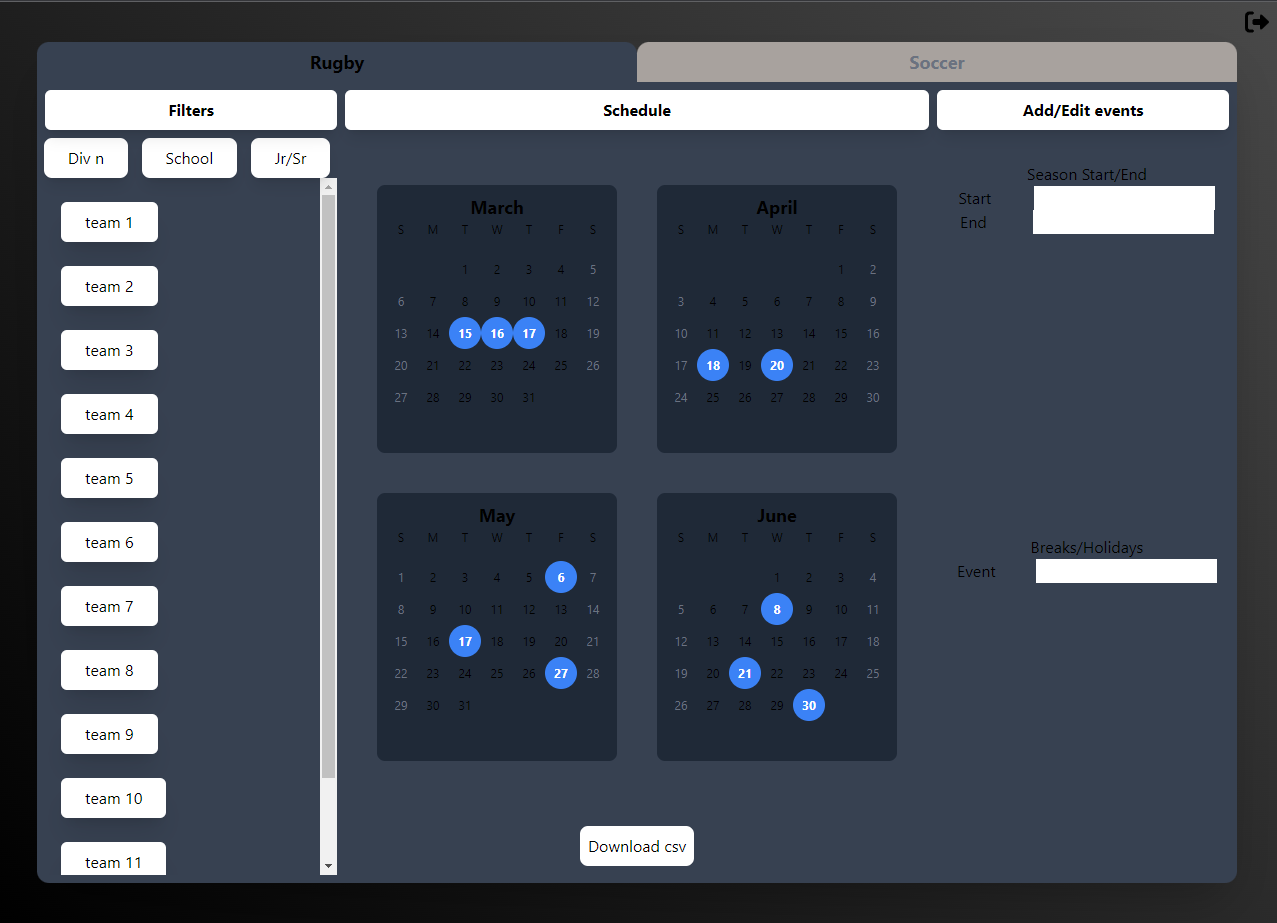 Rugby
Soccer
Filters
Schedule
Add/Edit events
Div n
School
Jr/Sr
team 1
team 2
team 3
team 4
team 5
team 6
team 7
team 8
team 9
team 10
team 11
March
S M T W T F S
1 2 3 4 5
6 7 8 9 10 11 12
13 14 15 16 17 18 19
20 21 22 23 24 25 26
27 28 29 30 31
April
S M T W T F S
1 2
3 4 5 6 7 8 9
10 11 12 13 14 15 16
17 18 19 20 21 22 23
24 25 26 27 28 29 30
May
S M T W T F S
1 2 3 4 5 6 7
8 9 10 11 12 13 14
15 16 17 18 19 20 21
22 23 24 25 26 27 28
29 30 31
June
S M T W T F S
1 2 3 4
5 6 7 8 9 10 11
12 13 14 15 16 17 18
19 20 21 22 23 24 25
26 27 28 29 30
Download csv
Season Start/End
Start
End
Breaks/Holidays
Event